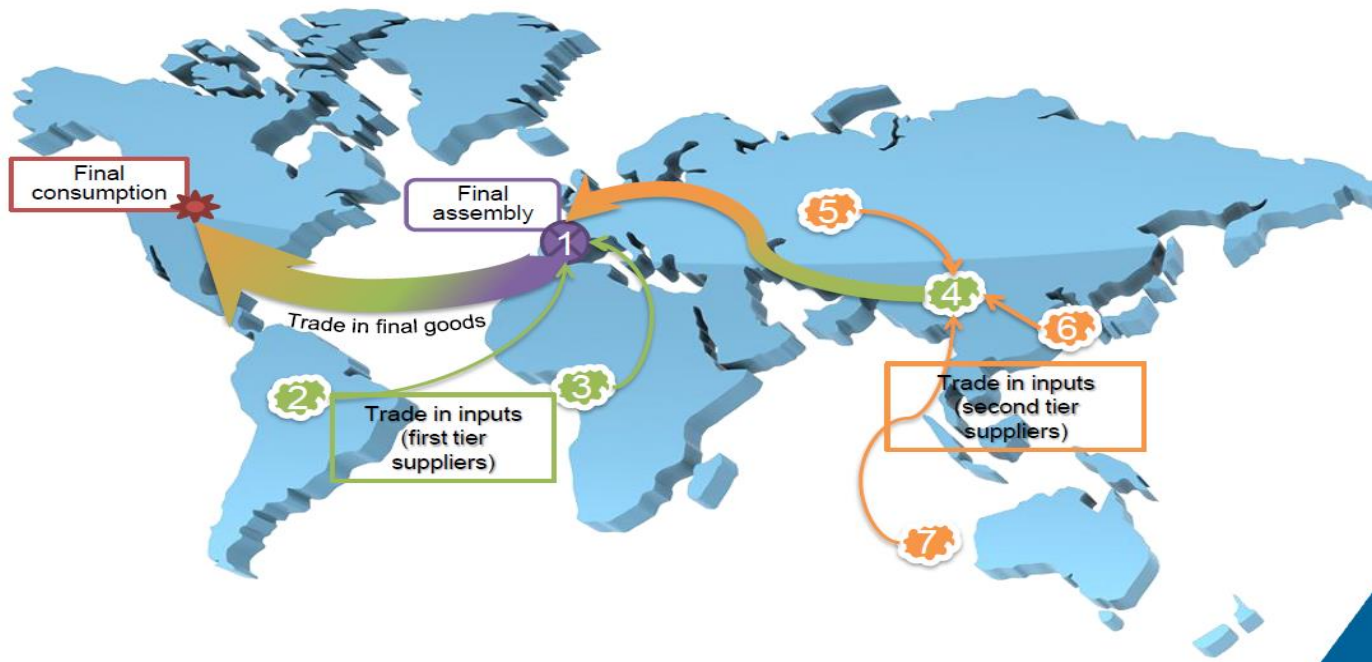 Final
consumption
Final
assembly
1
5
4
6
Trade in final goods
2
3
Trade in inputs
(first tier
suppliers)
Trade in inputs
(second tier
suppliers)
7